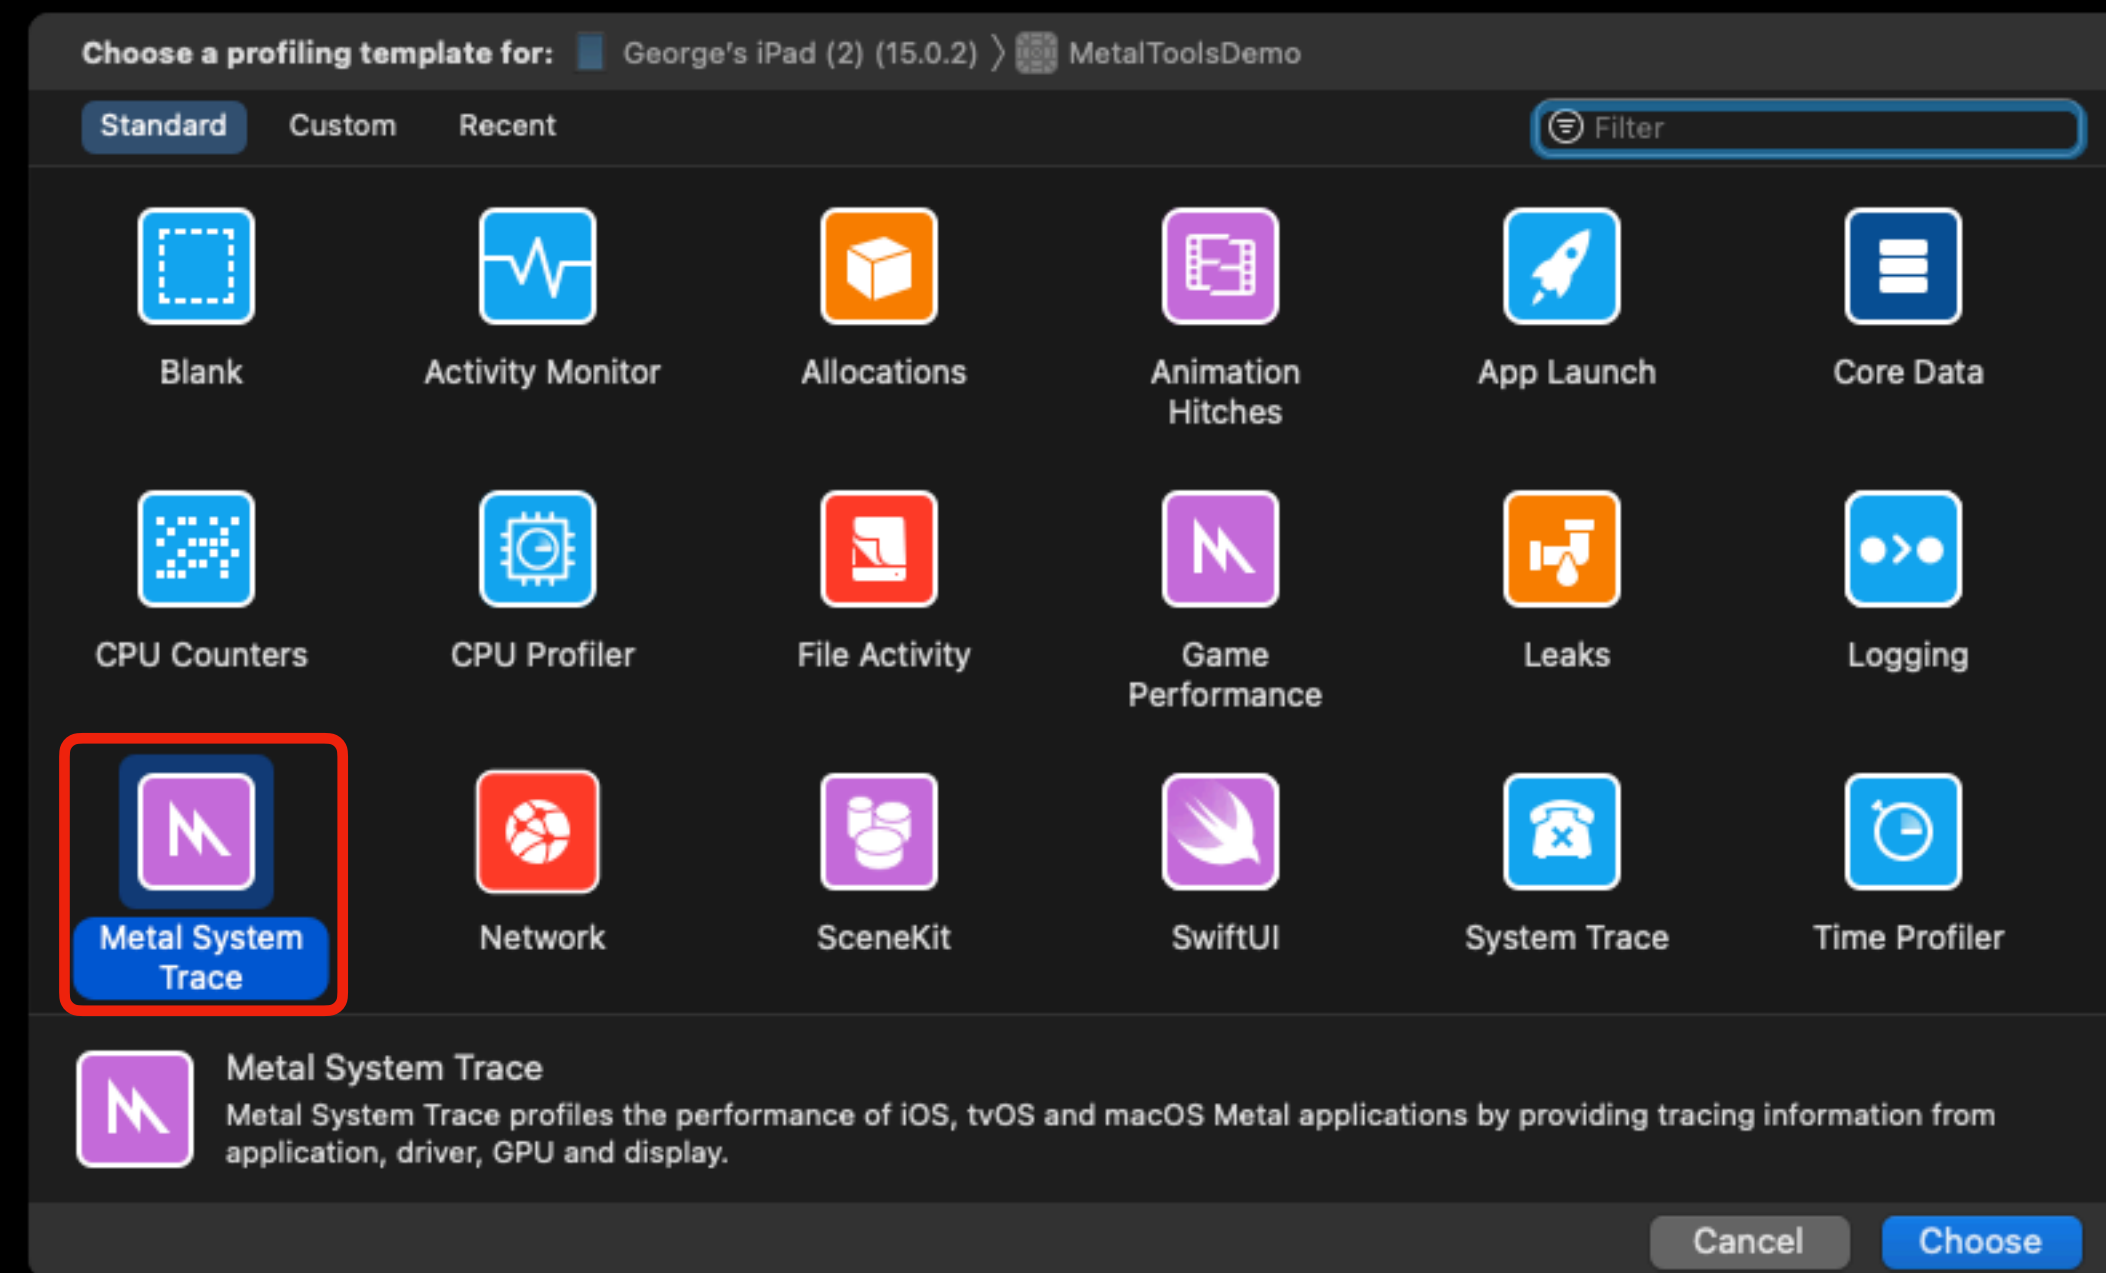 Choose a profiling template for: George's iPad (2) (15.0.2) 〉 MetalToolsDemo
Standard Custom Recent Filter
Blank Activity Monitor Allocations Animation Hitches App Launch Core Data
CPU Counters CPU Profiler File Activity Game Performance Leaks Logging
Metal System Trace Network SceneKit SwiftUI System Trace Time Profiler
Metal System Trace
Metal System Trace profiles the performance of iOS, tvOS and macOS Metal applications by providing tracing information from
application, driver, GPU and display.
Cancel Choose